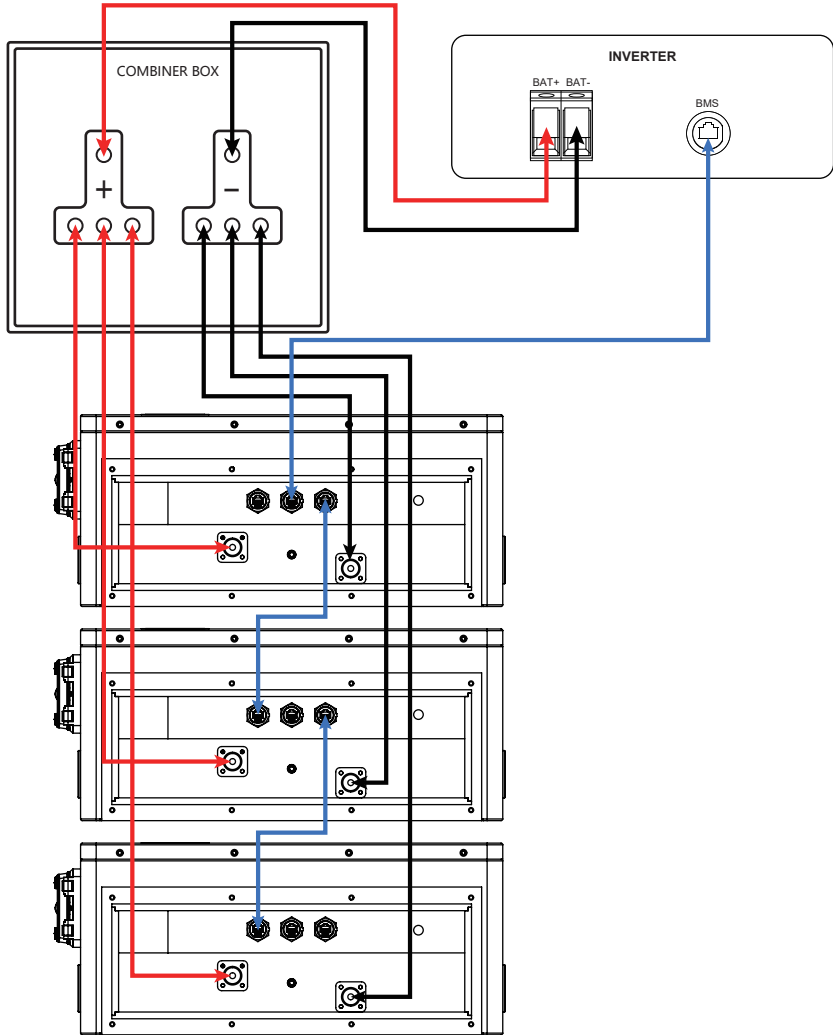 COMBINER BOX
INVERTER
BAT+ BAT-
BMS
+
−